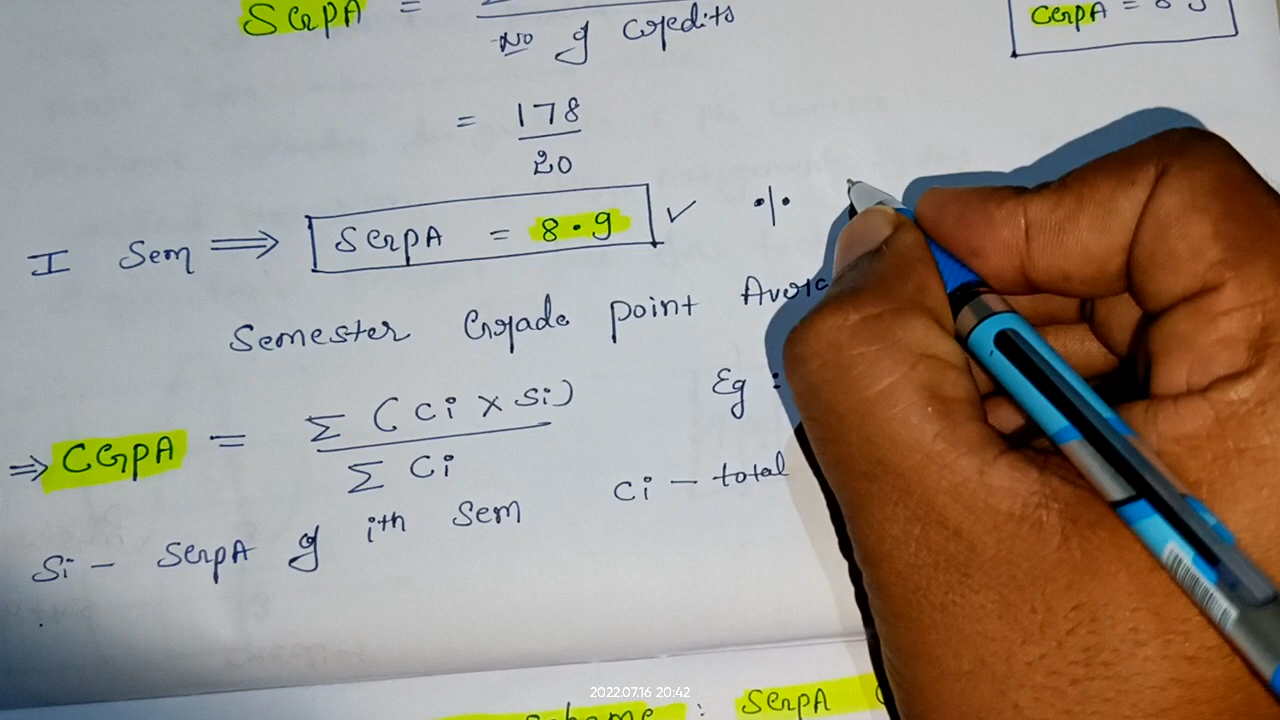 SGPA =
No of credits
CGPA = 8.9
= 178
20
I Sem ⇒ SGPA = 8.9 ✓ %
Semester Grade point
Eg :
⇒ CGPA = Σ (Ci × Si)
Σ Ci
Si - SGPA of ith Sem Ci - total
2022.07.16 20:42
: SGPA